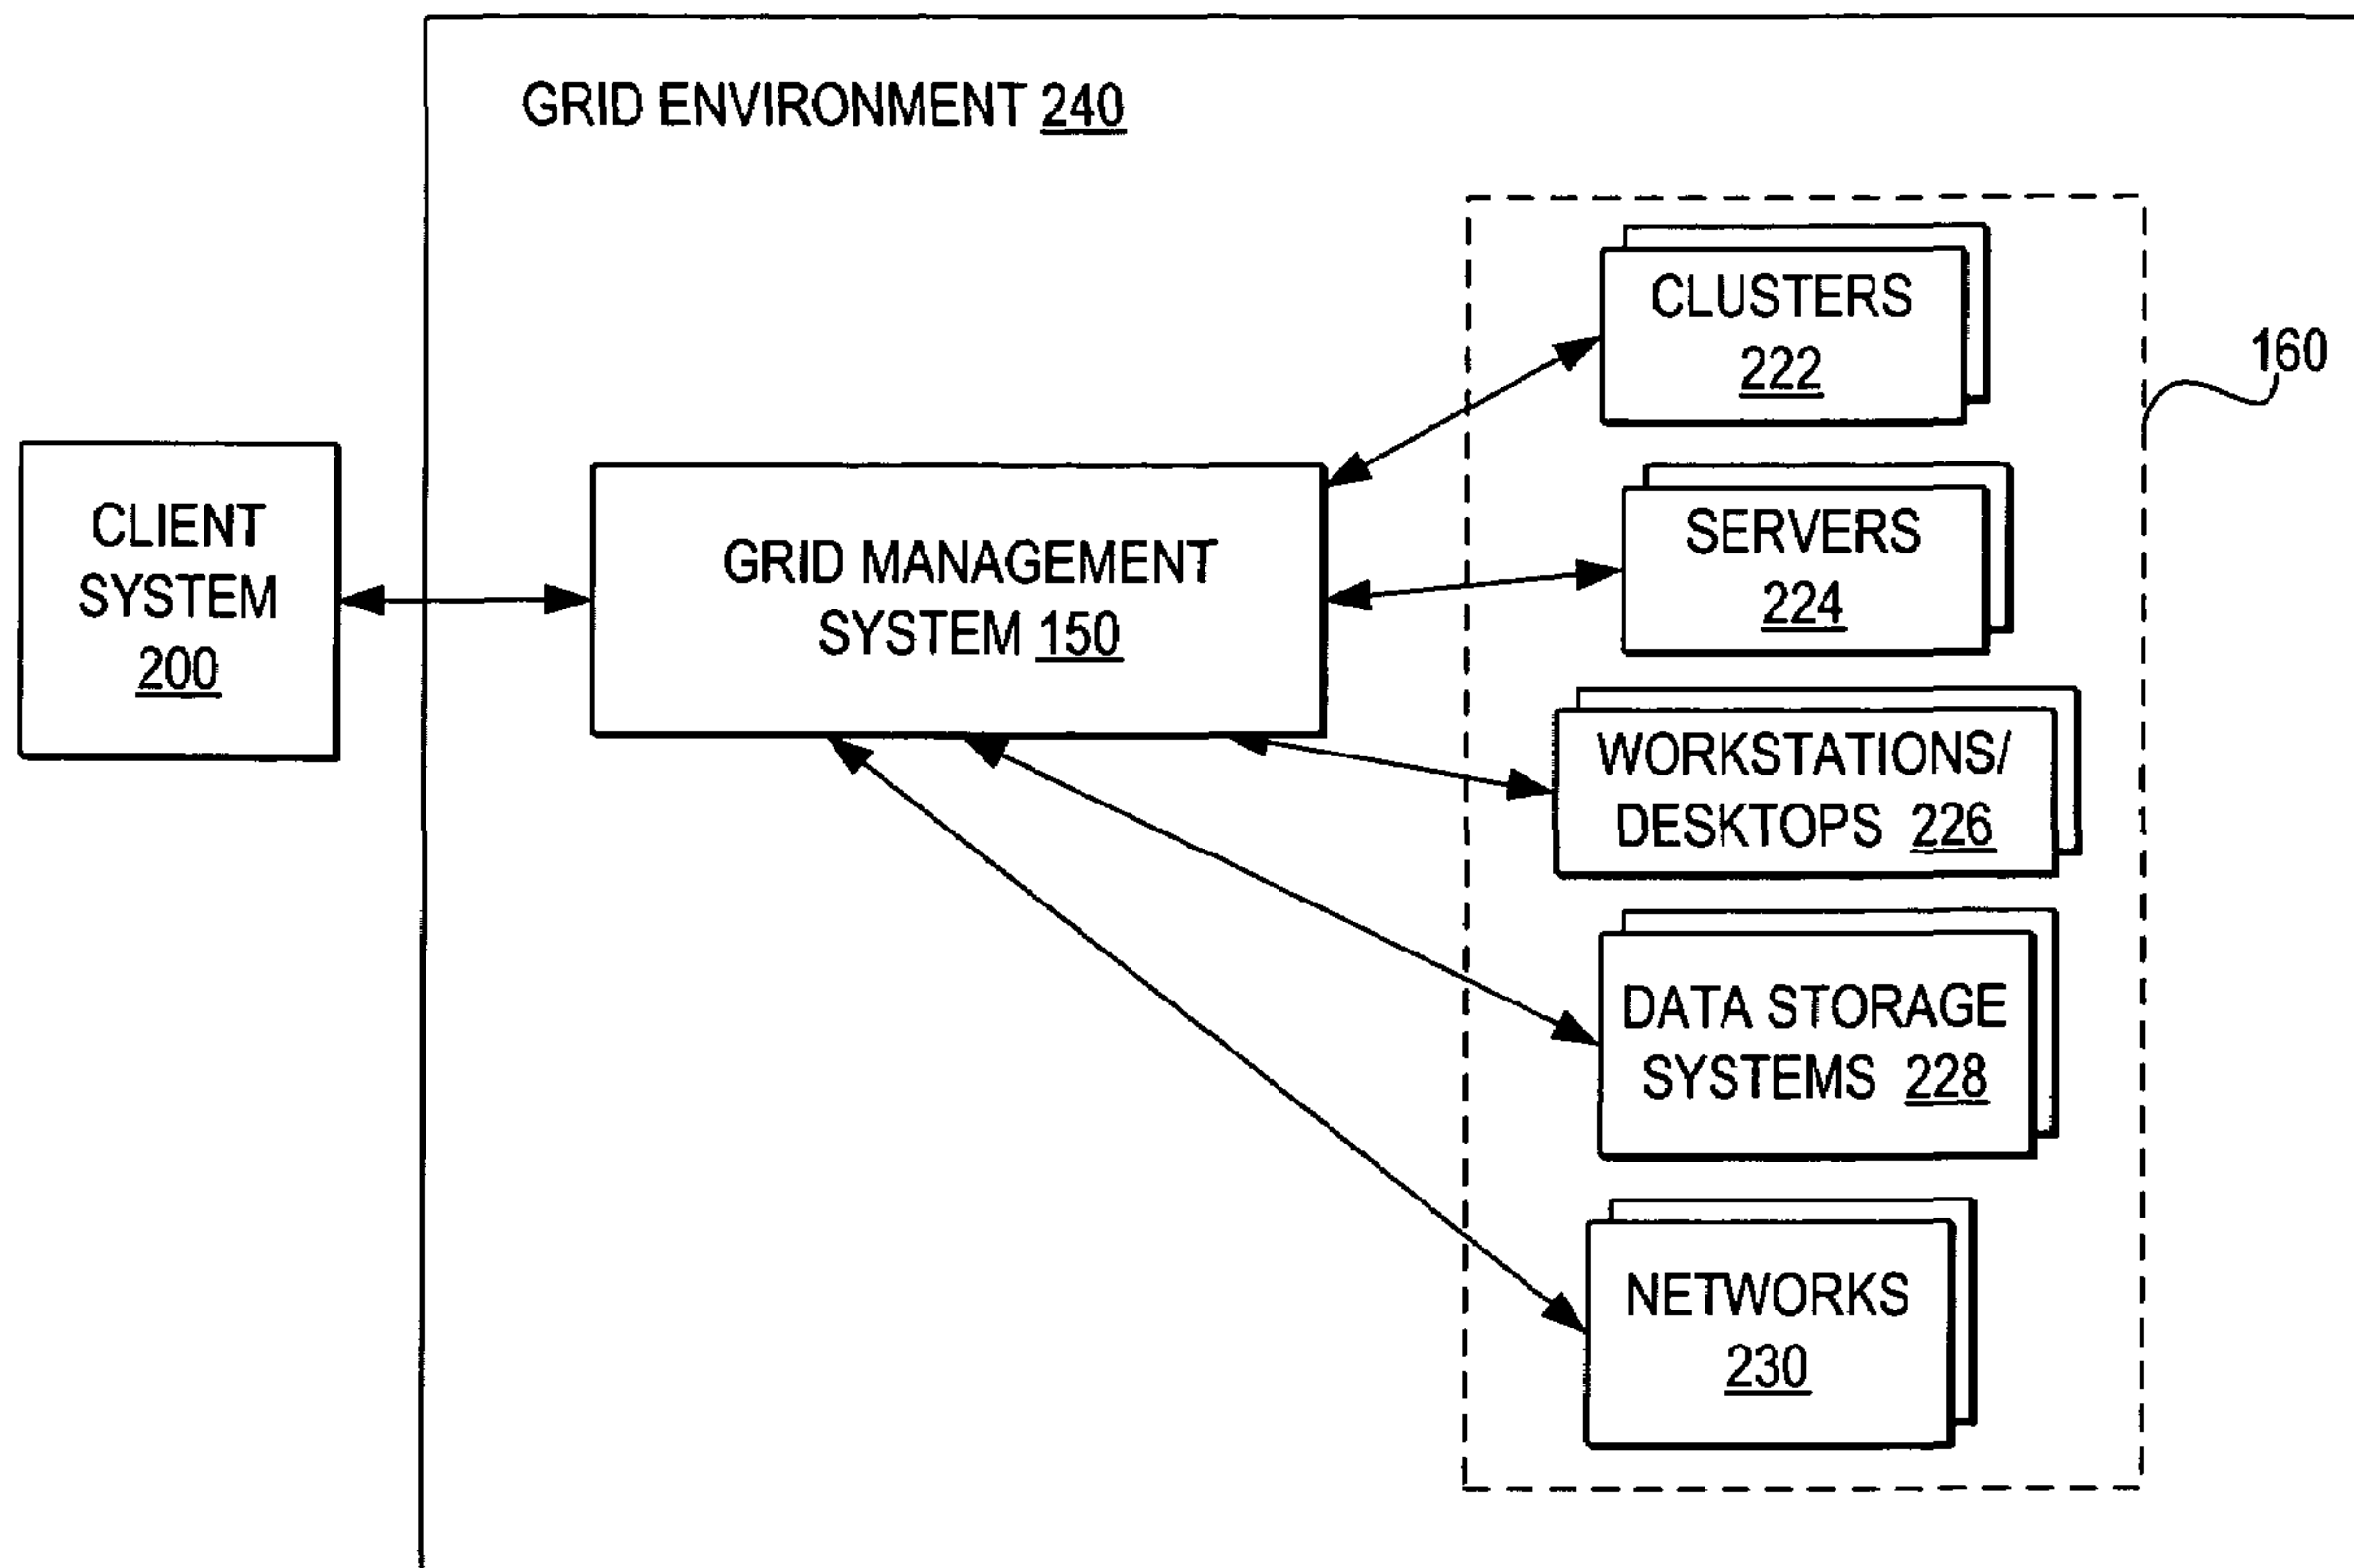 GRID ENVIRONMENT 240
CLIENT
SYSTEM
200
GRID MANAGEMENT
SYSTEM 150
CLUSTERS
222
160
SERVERS
224
WORKSTATIONS/
DESKTOPS 226
DATA STORAGE
SYSTEMS 228
NETWORKS
230